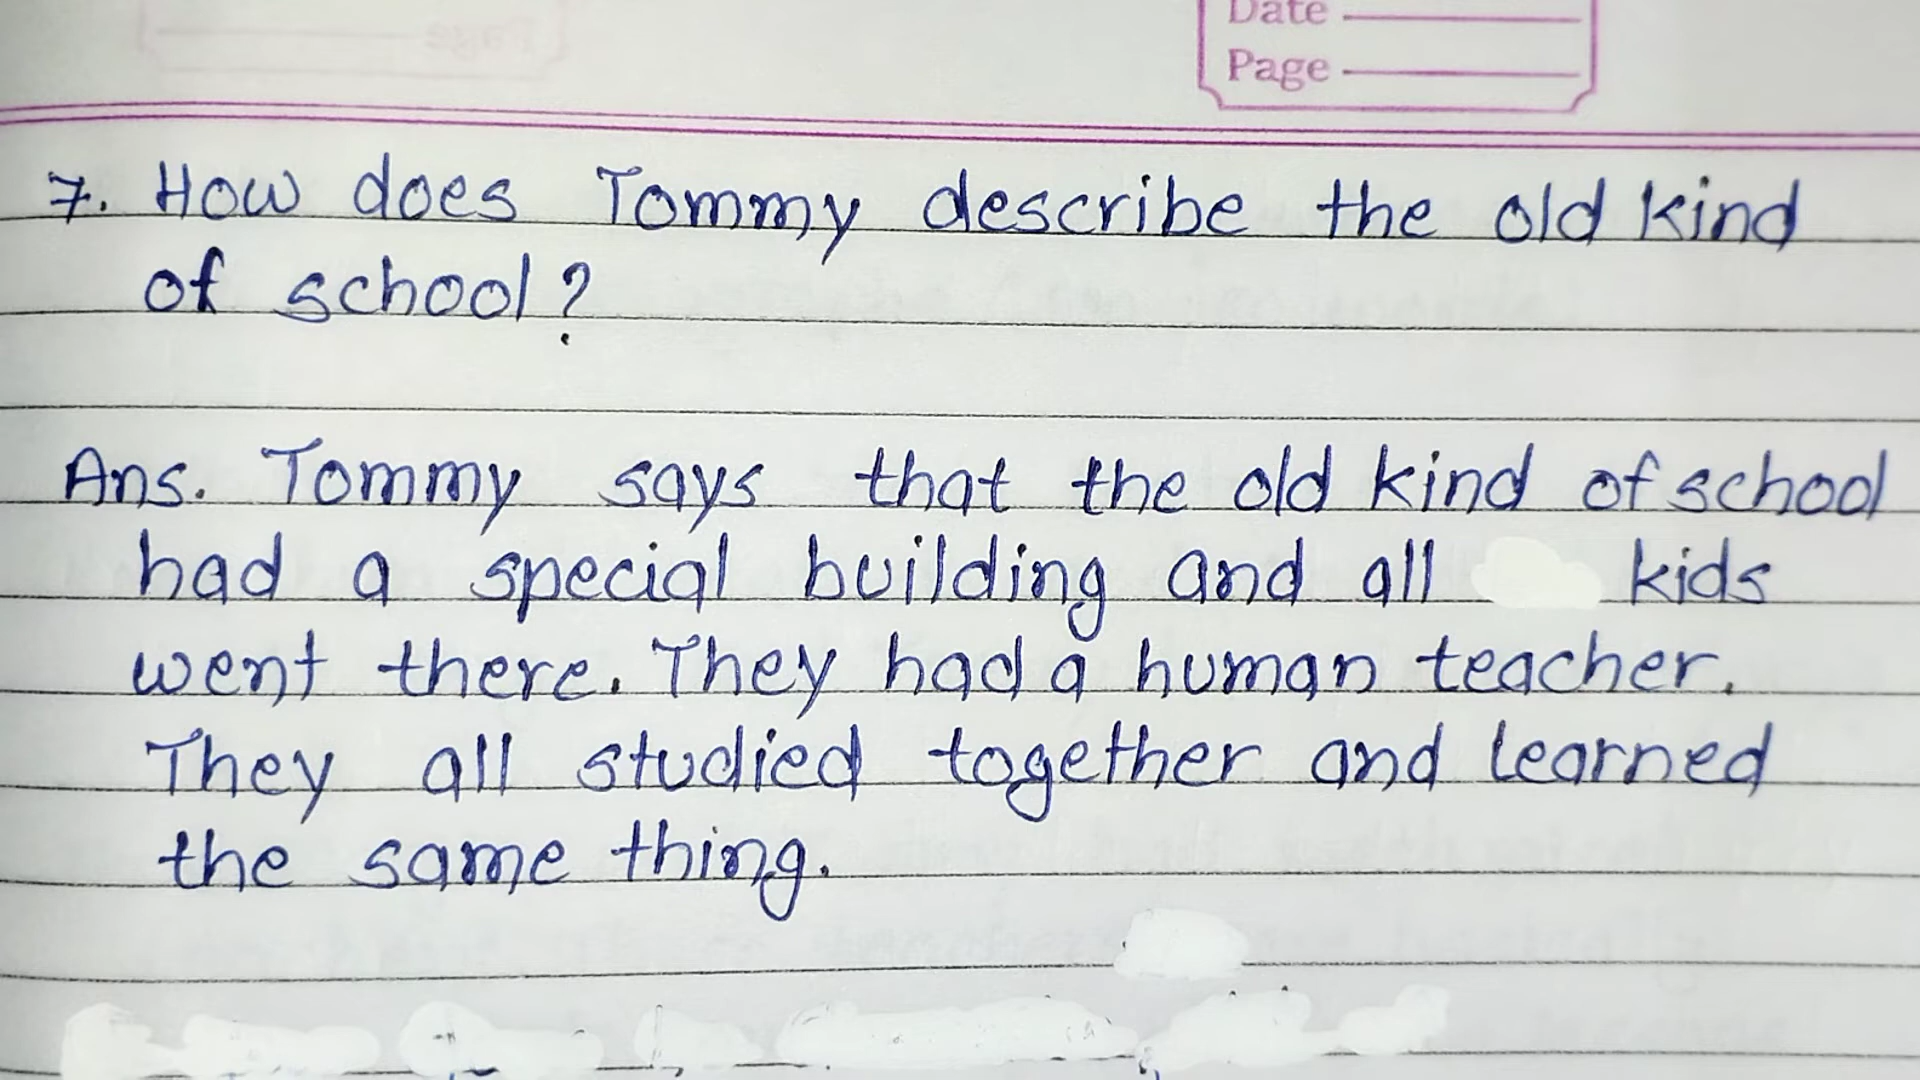 Date
Page
7. How does Tommy describe the old kind
of school?
Ans. Tommy says that the old kind of school
had a special building and all kids
went there. They had a human teacher.
They all studied together and learned
the same thing.